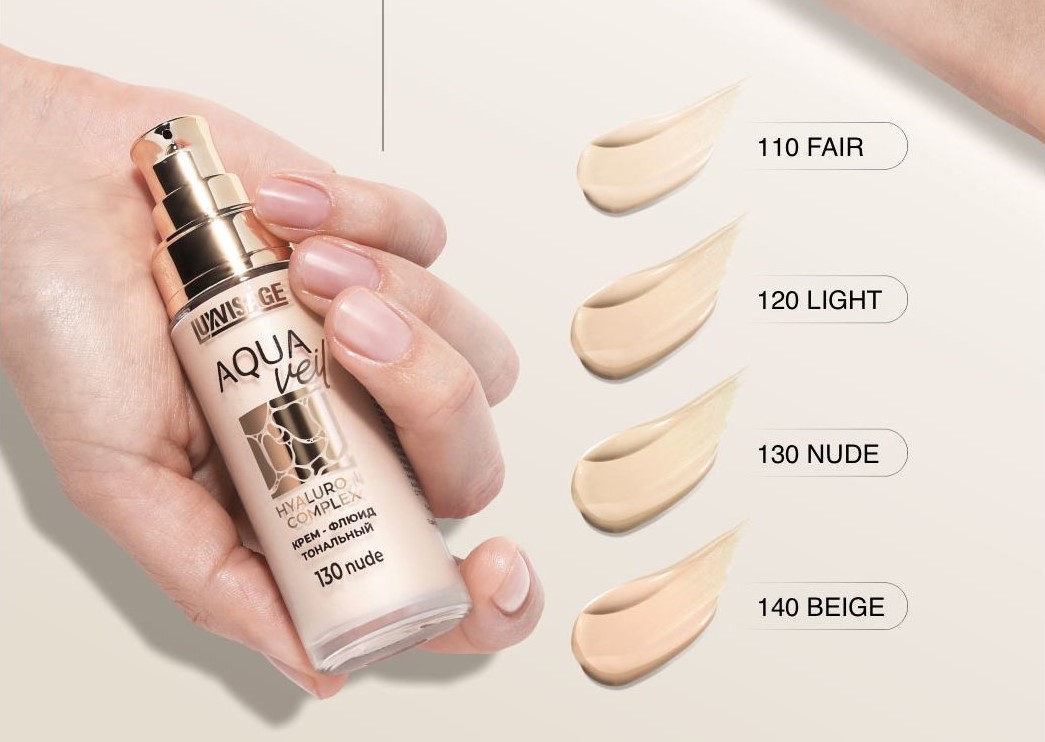 LUXVISAGE
AQUA
veil
HYALURON
COMPLEX
КРЕМ - ФЛЮИД
ТОНАЛЬНЫЙ
130 nude
110 FAIR
120 LIGHT
130 NUDE
140 BEIGE